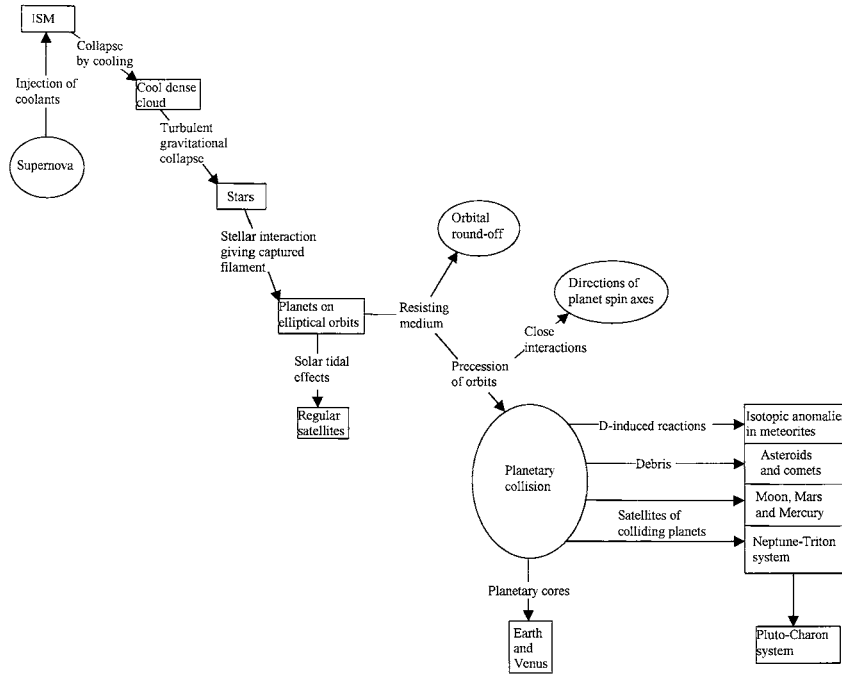 ISM
Collapse
by cooling
Injection of
coolants
Cool dense
cloud
Turbulent
gravitational
collapse
Supernova
Stars
Stellar interaction
giving captured
filament
Orbital
round-off
Directions of
planet spin axes
Planets on
elliptical orbits
Resisting
medium
Close
interactions
Solar tidal
effects
Precession
of orbits
Regular
satellites
Planetary
collision
D-induced reactions
Isotopic anomalies
in meteorites
Debris
Asteroids
and comets
Moon, Mars
and Mercury
Satellites of
colliding planets
Neptune-Triton
system
Planetary cores
Earth
and
Venus
Pluto-Charon
system